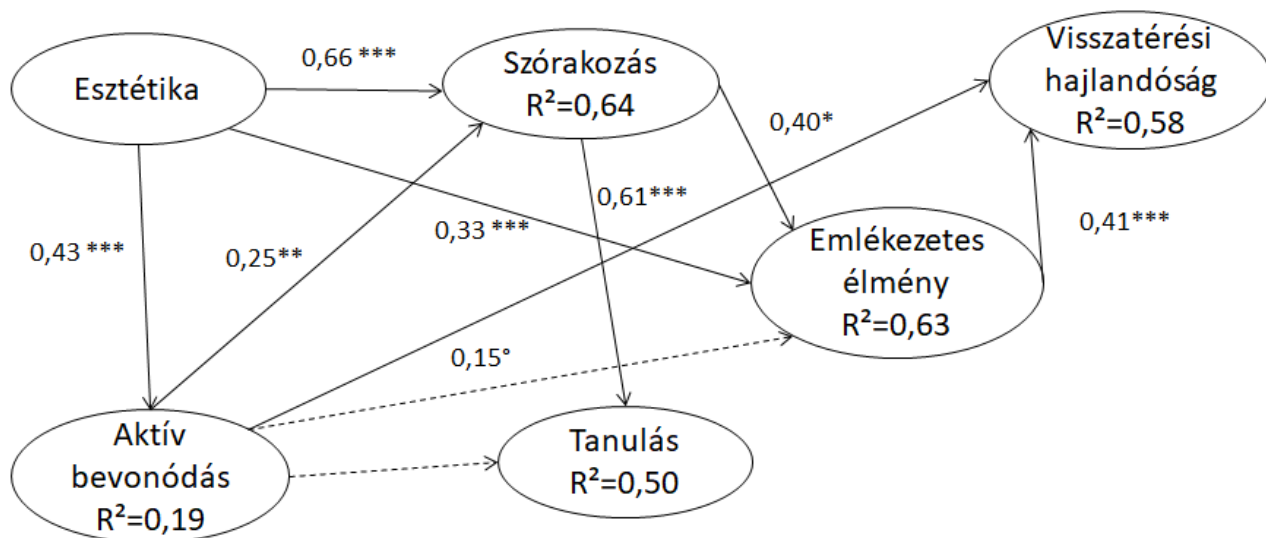 Esztétika
0,66 ***
Szórakozás
R²=0,64
Visszatérési
hajlandóság
R²=0,58
0,40*
0,61***
0,43 ***
0,25**
0,33 ***
Emlékezetes
élmény
R²=0,63
0,41***
0,15°
Aktív
bevonódás
R²=0,19
Tanulás
R²=0,50